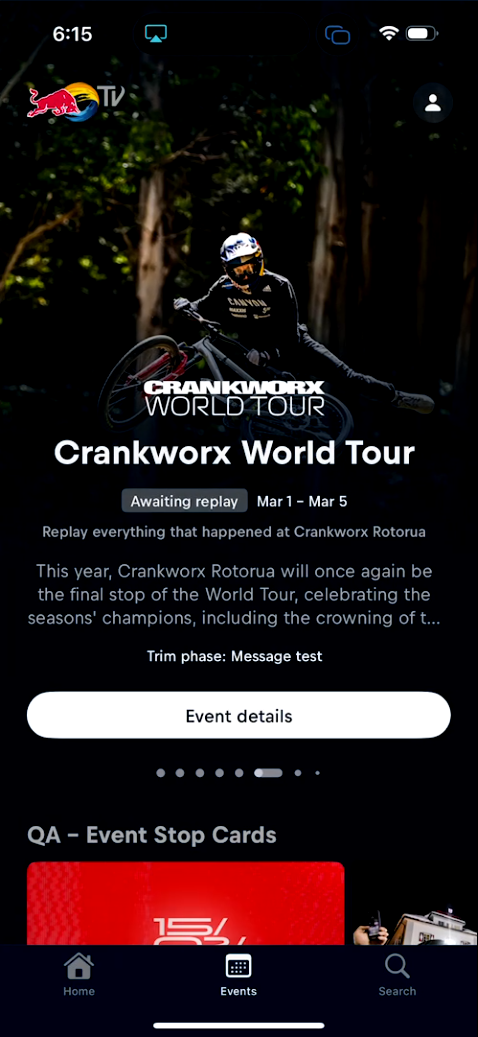 6:15
TV
CANYON
CRANKWORX
WORLD TOUR
Crankworx World Tour
Awaiting replay Mar 1 – Mar 5
Replay everything that happened at Crankworx Rotorua
This year, Crankworx Rotorua will once again be
the final stop of the World Tour, celebrating the
seasons' champions, including the crowning of t...
Trim phase: Message test
Event details
QA – Event Stop Cards
15/
Home Events Search